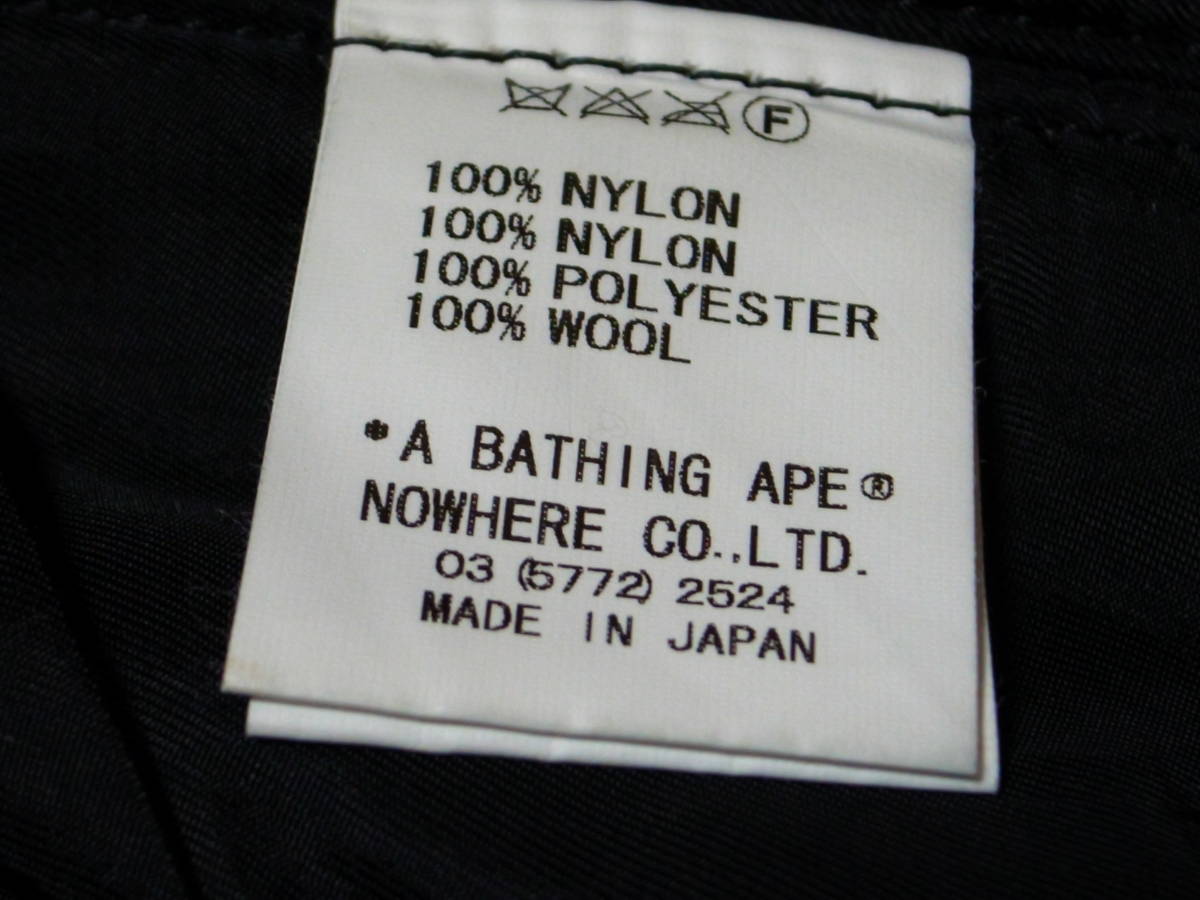 F
100% NYLON
100% NYLON
100% POLYESTER
100% WOOL
*A BATHING APE®
NOWHERE CO.,LTD.
03 (5772) 2524
MADE IN JAPAN